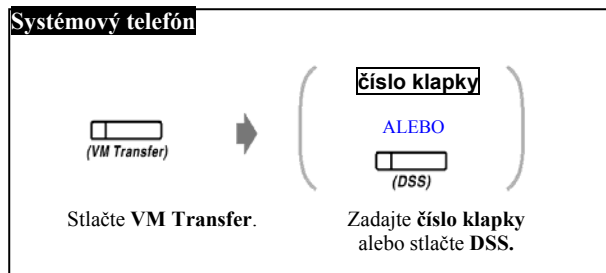 Systémový telefón
číslo klapky
ALEBO
(VM Transfer)
(DSS)
Stlačte VM Transfer.
Zadajte číslo klapky
alebo stlačte DSS.